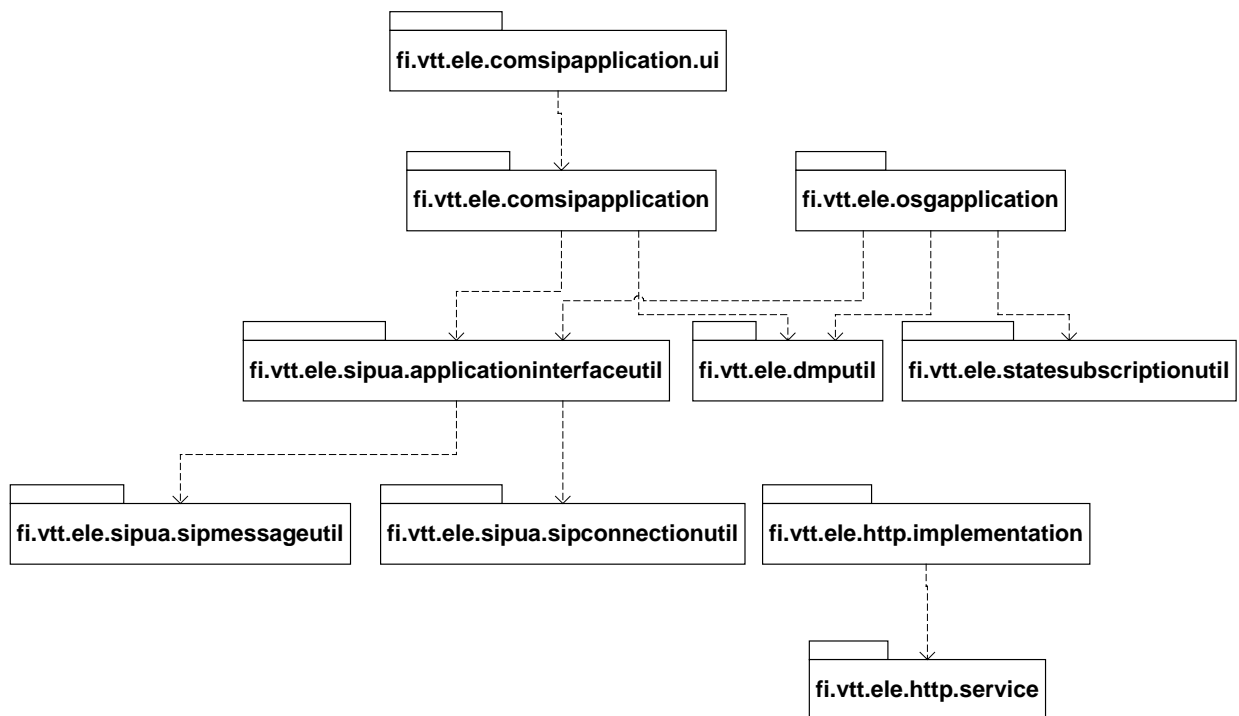 fi.vtt.ele.comsipapplication.ui
fi.vtt.ele.comsipapplication
fi.vtt.ele.osgapplication
fi.vtt.ele.sipua.applicationinterfaceutil
fi.vtt.ele.dmputil
fi.vtt.ele.statesubscriptionutil
fi.vtt.ele.sipua.sipmessageutil
fi.vtt.ele.sipua.sipconnectionutil
fi.vtt.ele.http.implementation
fi.vtt.ele.http.service